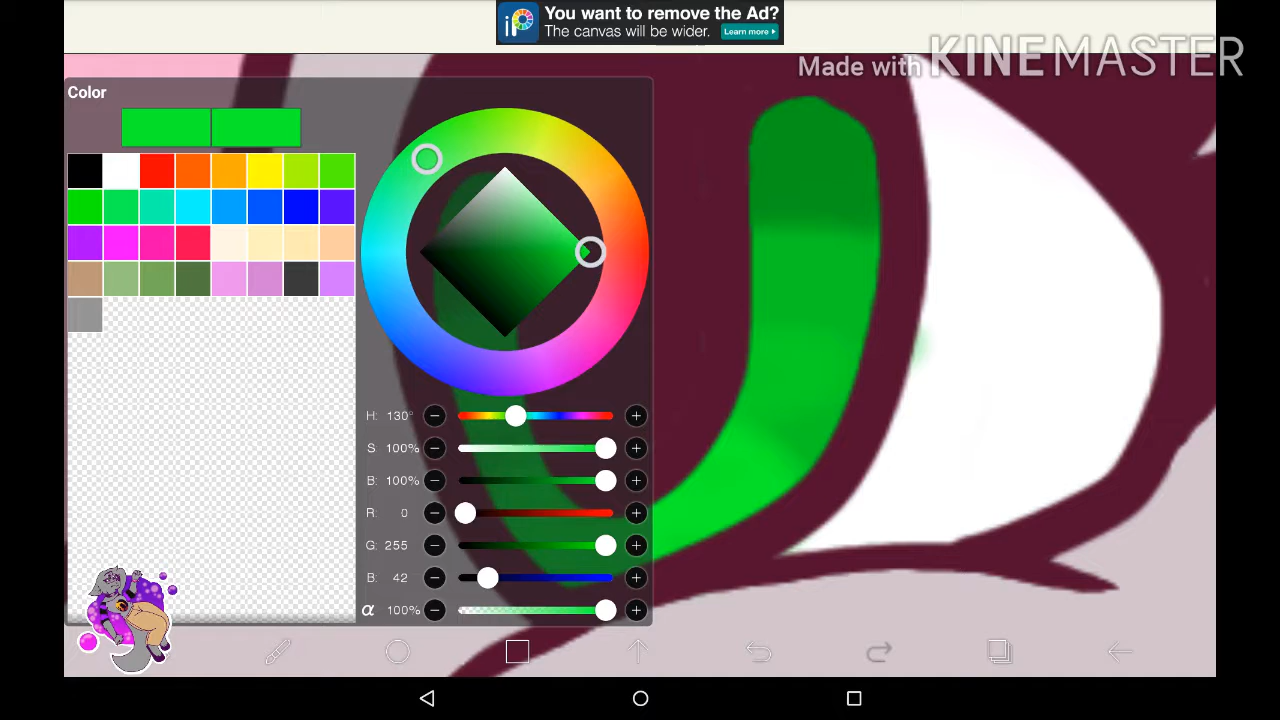 You want to remove the Ad?
The canvas will be wider. Learn more
iP
Made with KINEMASTER
Color
H: 130°
S: 100%
B: 100%
R: 0
G: 255
B: 42
α 100%